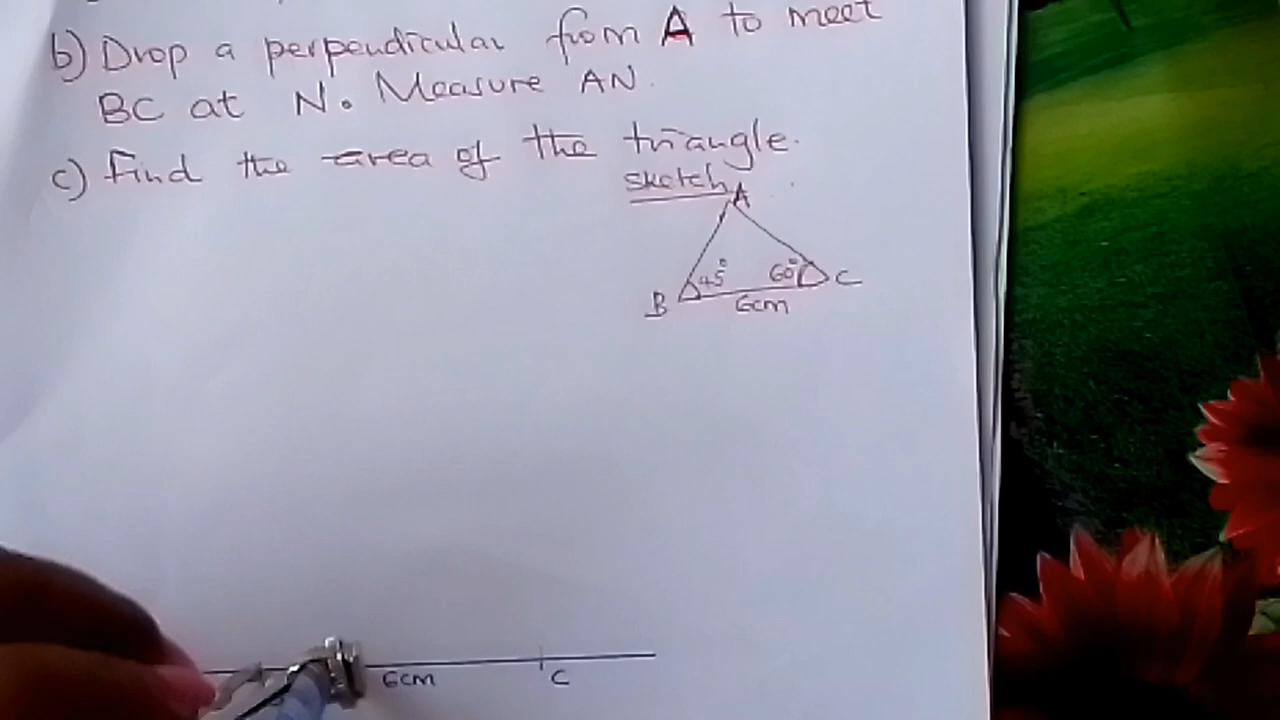 b) Drop a perpendicular from A to meet
BC at N. Measure AN.
c) Find the area of the triangle.
sketch
A
45° 60°
B 6cm C
6cm C